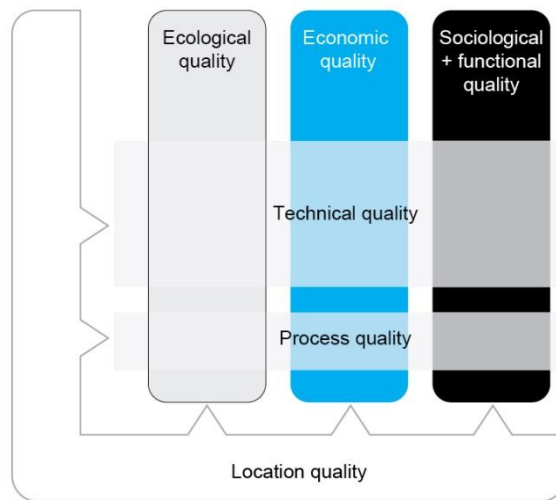 Ecological
quality
Economic
quality
Sociological
+ functional
quality
Technical quality
Process quality
Location quality